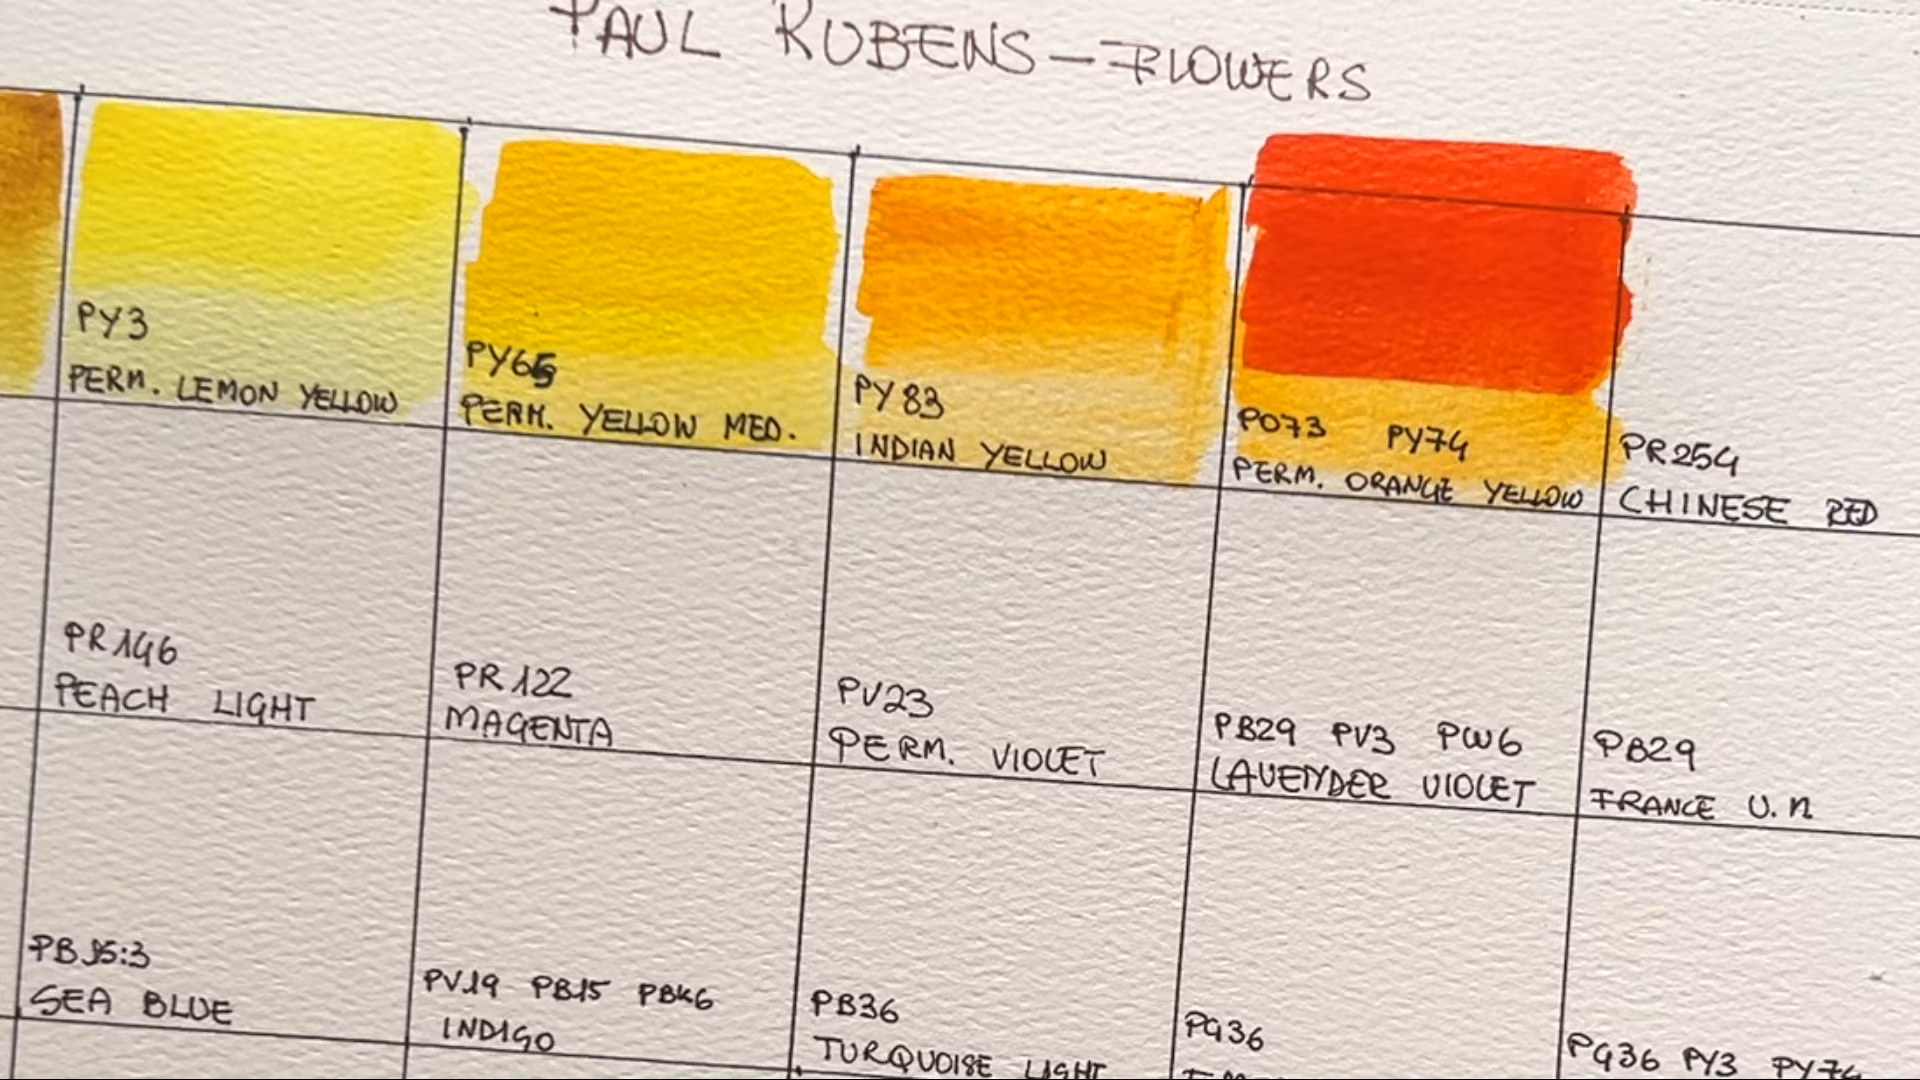 PAUL RUBENS-FLOWERS
PY3
PERM. LEMON YELLOW
PY65
PERM. YELLOW MED.
PY83
INDIAN YELLOW
PO73 PY74
PERM. ORANGE YELLOW
PR254
CHINESE RED
PR146
PEACH LIGHT
PR122
MAGENTA
PV23
PERM. VIOLET
PB29 PV3 PW6
LAVENDER VIOLET
PB29
FRANCE U.M
PB15:3
SEA BLUE
PV19 PB15 PBK6
INDIGO
PB36
TURQUOISE LIGHT
PG36
PG36 PY3 PY74